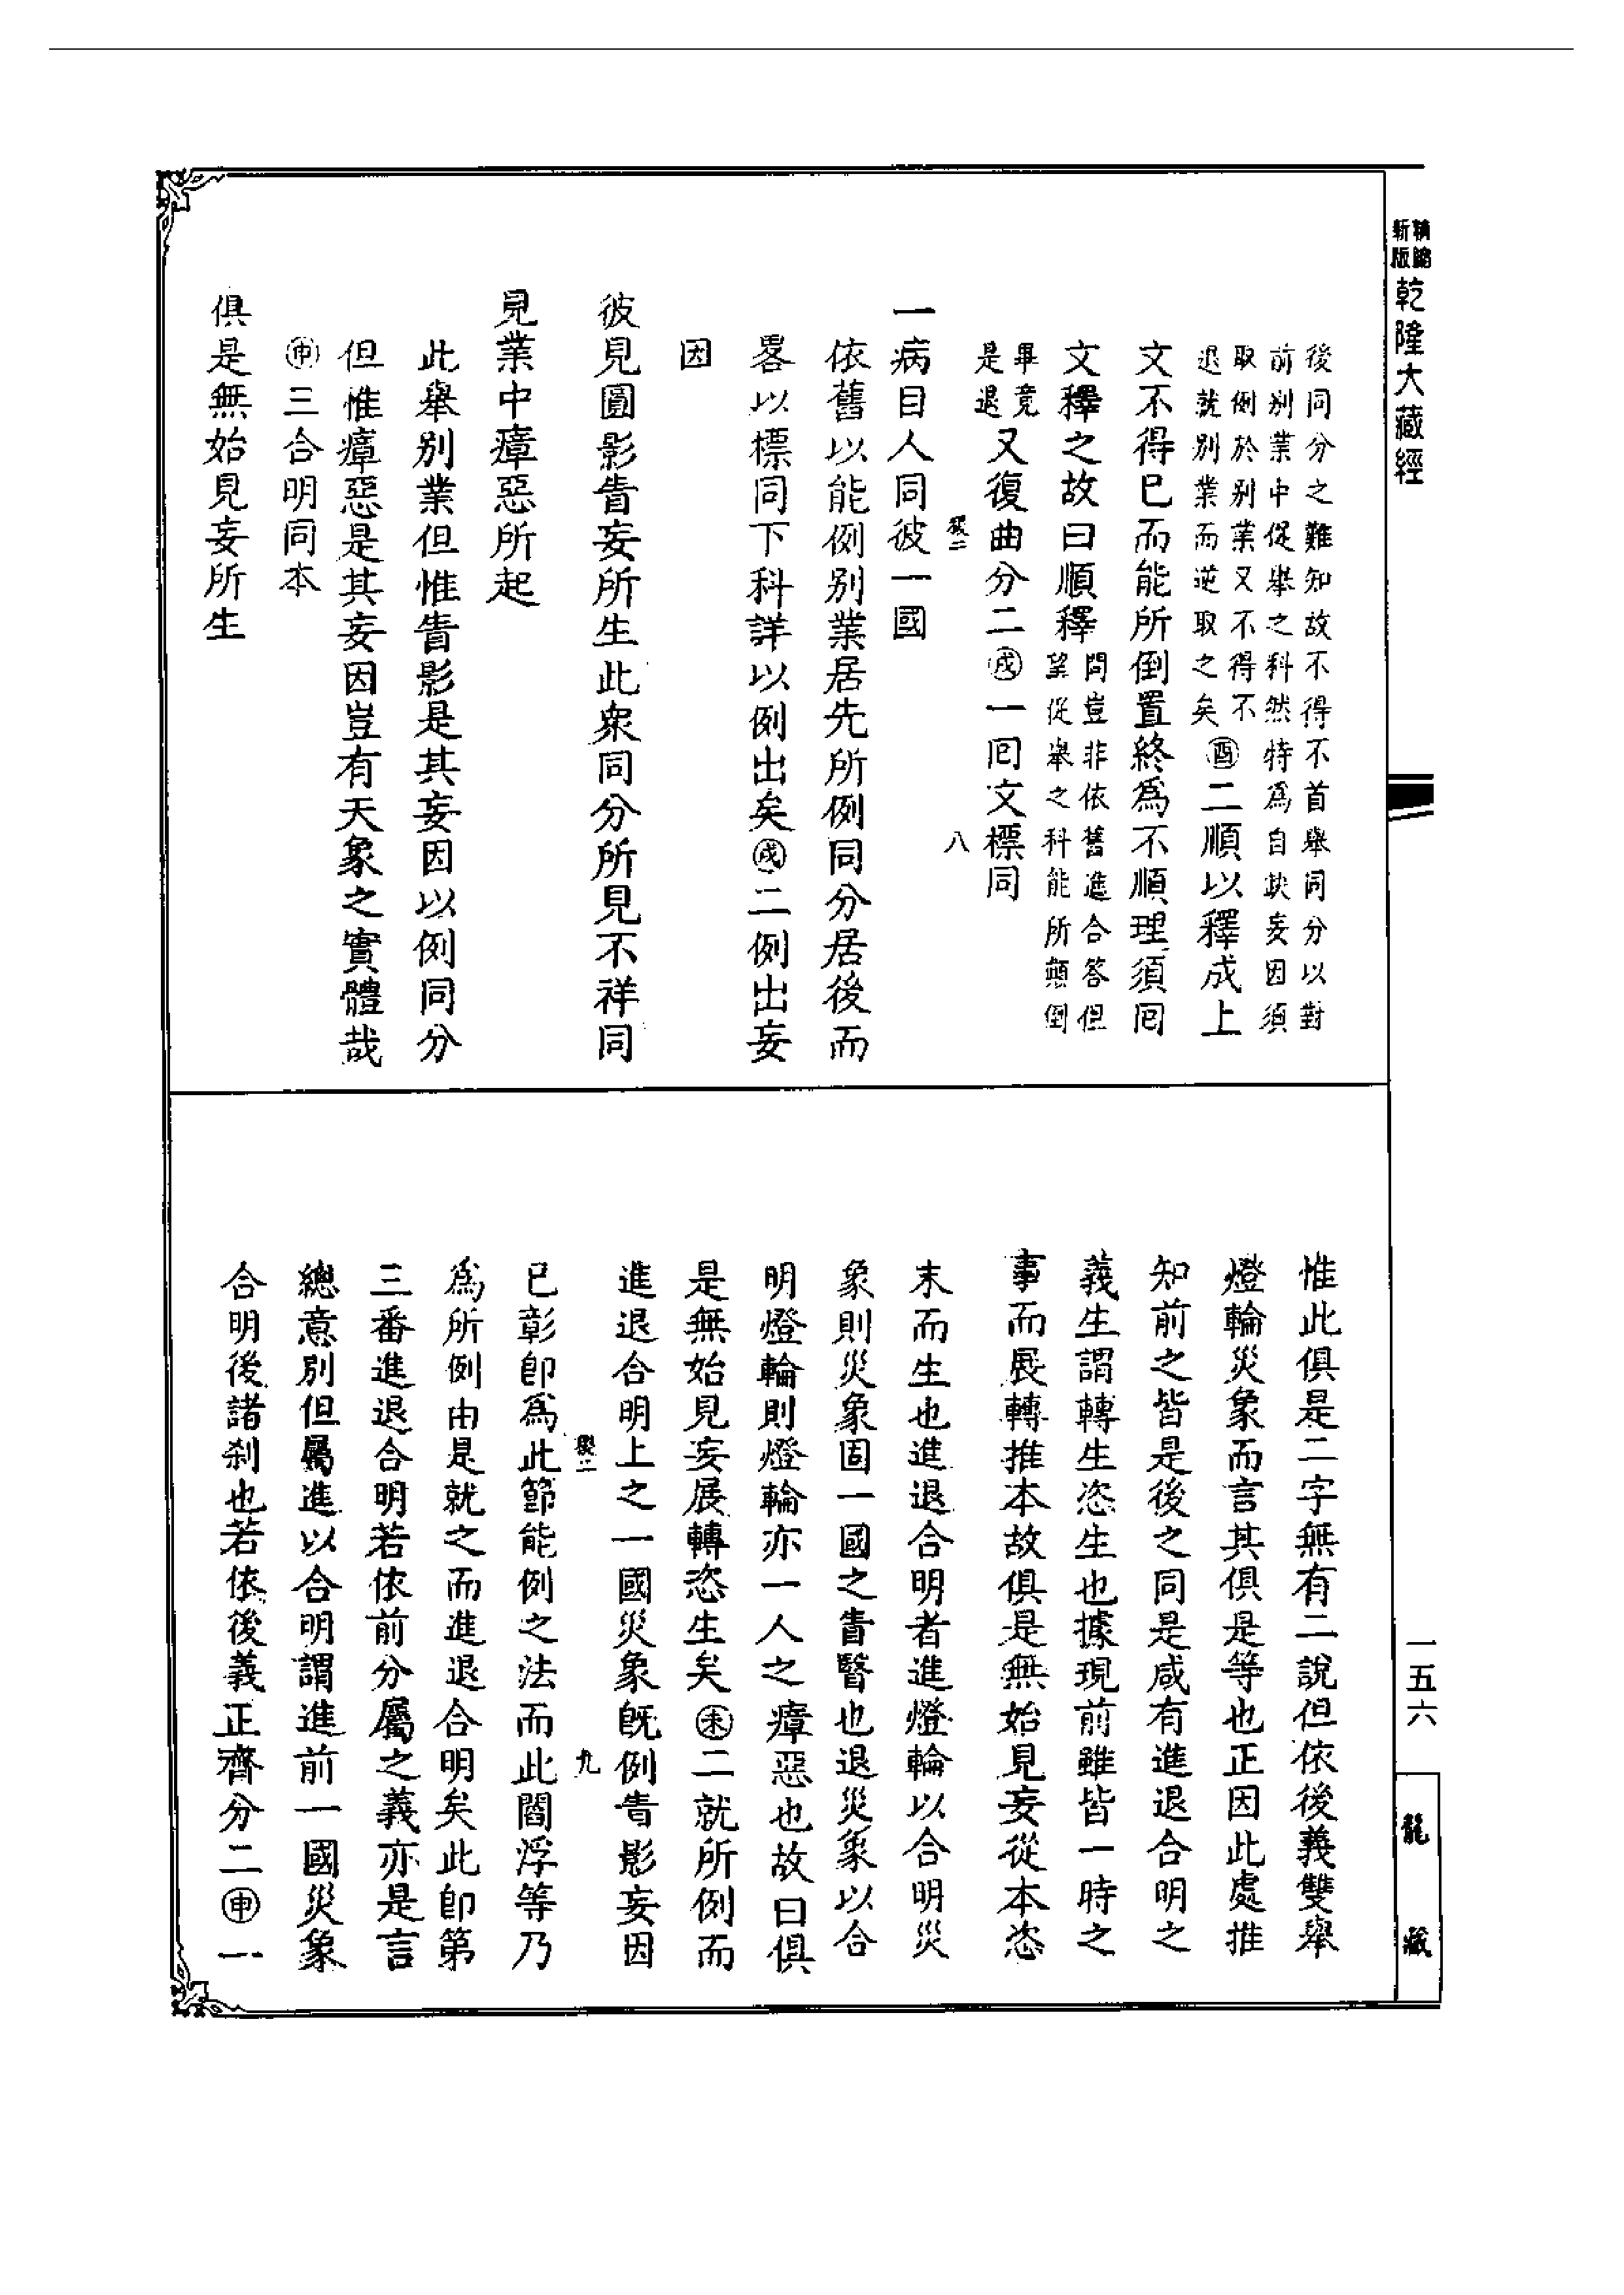 精縮
新版
乾隆大藏經
後同分之難知故不得不首舉同分以對
前別業中從舉之科然特為自訣妄因須
取例於別業又不得不
退就別業而逆取之矣
㊎酉二順以釋成上
文不得已而能所倒置終為不順理須囘
文釋之故曰順釋
問豈非依舊進合答但
望從舉之科能所顛倒
畢竟
是退
又復曲分二戌一囘文標同
八
一病目人同彼一國
依舊以能例別業居先所例同分居後而
畧以標同下科詳以例出矣戌二例出妄
因
彼見圓影眚妄所生此衆同分所見不祥同
見業中瘴惡所起
此舉別業但惟眚影是其妄因以例同分
但惟瘴惡是其妄因豈有天象之實體哉
申三合明同本
俱是無始見妄所生
惟此俱是二字無有二說但依後義雙舉
燈輪災象而言其俱是等也正因此處推
知前之皆是後之同是咸有進退合明之
義生謂轉生恣生也據現前雖皆一時之
事而展轉推本故俱是無始見妄從本恣
末而生也進退合明者進燈輪以合明災
象則災象固一國之眚瞖也退災象以合
明燈輪則燈輪亦一人之瘴惡也故曰俱
是無始見妄展轉恣生矣未二就所例而
進退合明上之一國災象旣例眚影妄因
九
已彰卽為此節能例之法而此閻浮等乃
為所例由是就之而進退合明矣此卽第
三番進退合明若依前分屬之義亦是言
總意別但屬進以合明謂進前一國災象
合明後諸刹也若依後義正齊分二申一
一五六
龍藏